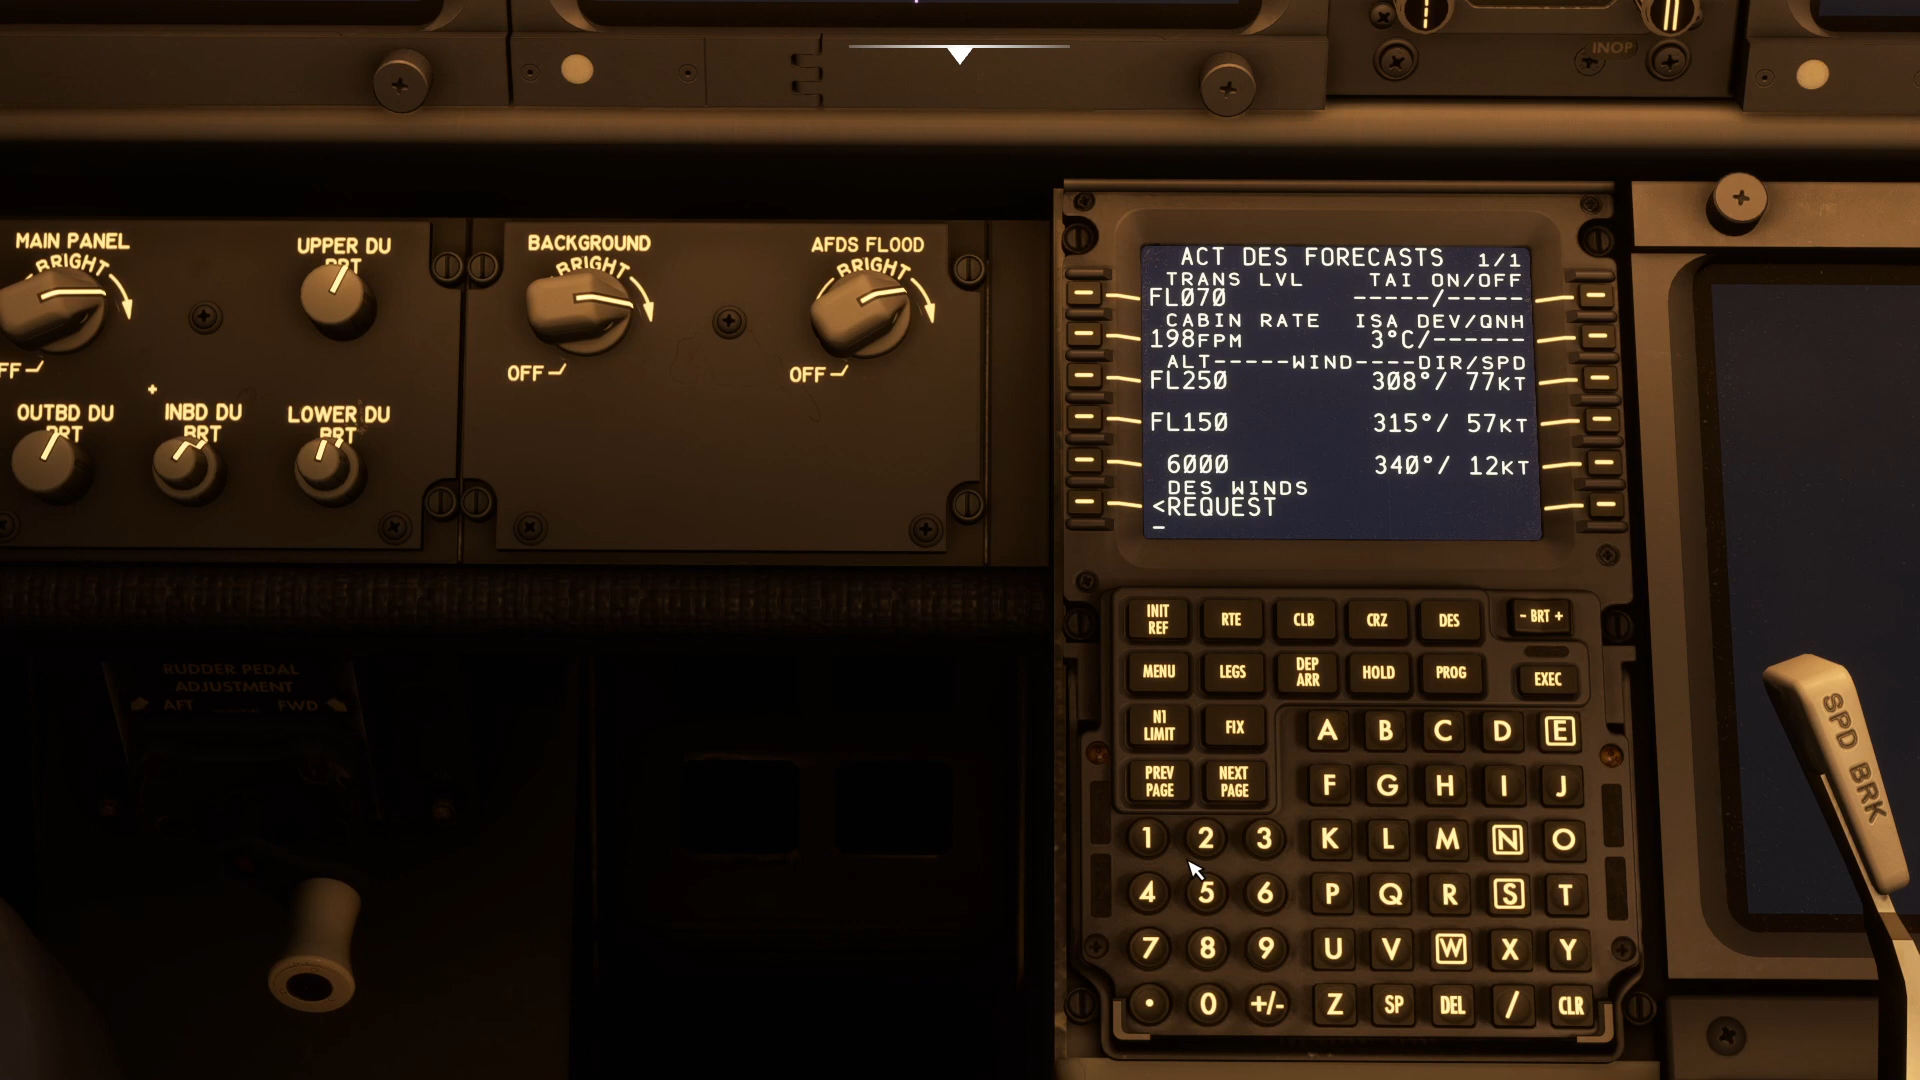 INOP
MAIN PANEL
BRIGHT
UPPER DU
BRT
BACKGROUND
BRIGHT
OFF
AFDS FLOOD
BRIGHT
OFF
OUTBD DU
BRT
INBD DU
BRT
LOWER DU
BRT
RUDDER PEDAL
ADJUSTMENT
AFT FWD
ACT DES FORECASTS 1/1
TRANS LVL TAI ON/OFF
FL070 -----/-----
CABIN RATE ISA DEV/QNH
198FPM 3°C/------
ALT-----WIND----DIR/SPD
FL250 308°/ 77KT
FL150 315°/ 57KT
6000 340°/ 12KT
DES WINDS
<REQUEST
INIT REF RTE CLB CRZ DES - BRT +
MENU LEGS DEP ARR HOLD PROG EXEC
N1 LIMIT FIX A B C D E
PREV PAGE NEXT PAGE F G H I J
1 2 3 K L M N O
4 5 6 P Q R S T
7 8 9 U V W X Y
. 0 +/- Z SP DEL / CLR
SPD BRK